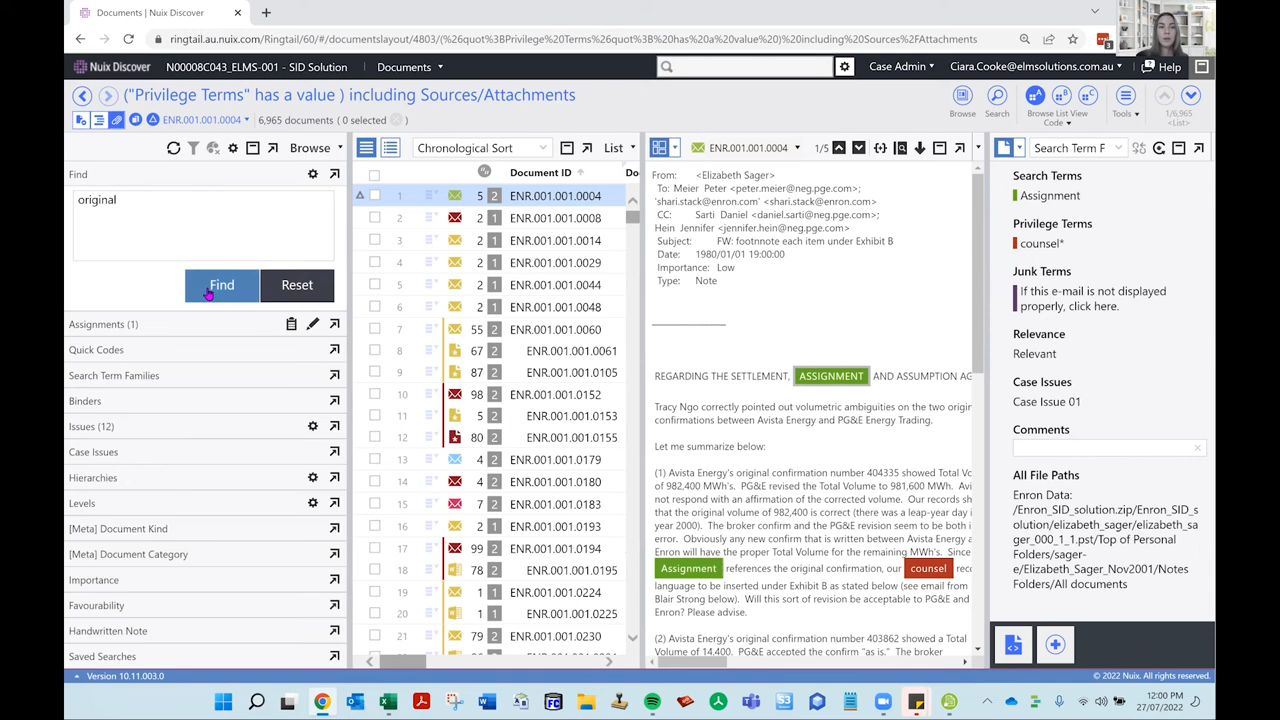 Documents | Nuix Discover
ringtail.au.nuix.com/Ringtail/60/#/documentslayout/480/(%26%20quot%3BPrivilege%20Terms%26%20quot%3B%20has%20a%20value%20)%20including%20Sources%2FAttachments
N00008C043_ELMS-001 - SID Solution
Documents
Case Admin
Ciara.Cooke@elmsolutions.com.au
Help
("Privilege Terms" has a value ) including Sources/Attachments
ENR.001.001.0004
6,965 documents ( 0 selected )
Browse
Search
Browse List View
Code
Tools
1/6,965
<List>
Browse
Find
original
Find
Reset
Assignments (1)
Quick Codes
Search Term Families
Binders
Issues (12)
Case Issues
Hierarchies
Levels
[Meta] Document Kind
[Meta] Document Category
Importance
Favourability
Handwritten Note
Saved Searches
Chronological Sort
List
Document ID
Do
1 5 2 ENR.001.001.0004
2 2 1 ENR.001.001.0008
3 2 1 ENR.001.001.0014
4 2 1 ENR.001.001.0029
5 2 2 ENR.001.001.0044
6 2 2 ENR.001.001.0048
7 55 2 ENR.001.001.0060
8 67 2 ENR.001.001.0061
9 87 2 ENR.001.001.0105
10 98 2 ENR.001.001.0152
11 5 2 ENR.001.001.0153
12 80 2 ENR.001.001.0155
13 4 2 ENR.001.001.0179
14 4 2 ENR.001.001.0180
15 4 2 ENR.001.001.0183
16 2 2 ENR.001.001.0193
17 99 2 ENR.001.001.0194
18 78 2 ENR.001.001.0195
19 1 1 ENR.001.001.0224
20 1 1 ENR.001.001.0225
21 79 2 ENR.001.001.0230
ENR.001.001.0004
1/5
From: <Elizabeth Sager>
To: Meier Peter <peter.meier@neg.pge.com>;
'shari.stack@enron.com' <shari.stack@enron.com>
CC: Sarti Daniel <daniel.sarti@neg.pge.com>;
Hein Jennifer <jennifer.hein@neg.pge.com>
Subject: FW: footnnote each item under Exhibit B
Date: 1980/01/01 19:00:00
Importance: Low
Type: Note
REGARDING THE SETTLEMENT, ASSIGNMENT AND ASSUMPTION AG
Tracy Ngo correctly pointed out volumetric ambiguities on the two origin
confirmations between Avista Energy and PG&E Energy Trading.
Let me summarize below:
(1) Avista Energy's original confirmation number 404335 showed Total Vo
of 982,400 MWh's. PG&E revised the Total Volume to 981,600 MWh. Avi
not respond with an affirmation of the corrected volume. Our records sh
that the original volume of 982,400 is correct (there was a leap-year day
year 2000). The broker confirm and the PG&E revision seem to be both i
error. Obviously any new confirm that is written between Avista Energy a
Enron will have the proper Total Volume for the remaining MWh's. Since
Assignment references the original confirmation, our counsel reco
language to be inserted under Exhibit B as stated below (see email from
Blair Strong below). Will this sort of revision be acceptable to PG&E and
Enron? Please advise.
(2) Avista Energy's original confirmation number 403862 showed a Total
Volume of 14,400. PG&E accepted the confirm "as is." The broker
Search Term F
Search Terms
Assignment
Privilege Terms
counsel*
Junk Terms
If this e-mail is not displayed
properly, click here.
Relevance
Relevant
Case Issues
Case Issue 01
Comments
All File Paths
Enron Data:
/Enron_SID_solution.zip/Enron_SID_s
olution/elizabeth_sager/elizabeth_sa
ger_000_1_1.pst/Top of Personal
Folders/sager-
e/Elizabeth_Sager_Nov2001/Notes
Folders/All documents
Version 10.11.003.0
© 2022 Nuix. All rights reserved.
12:00 PM
27/07/2022